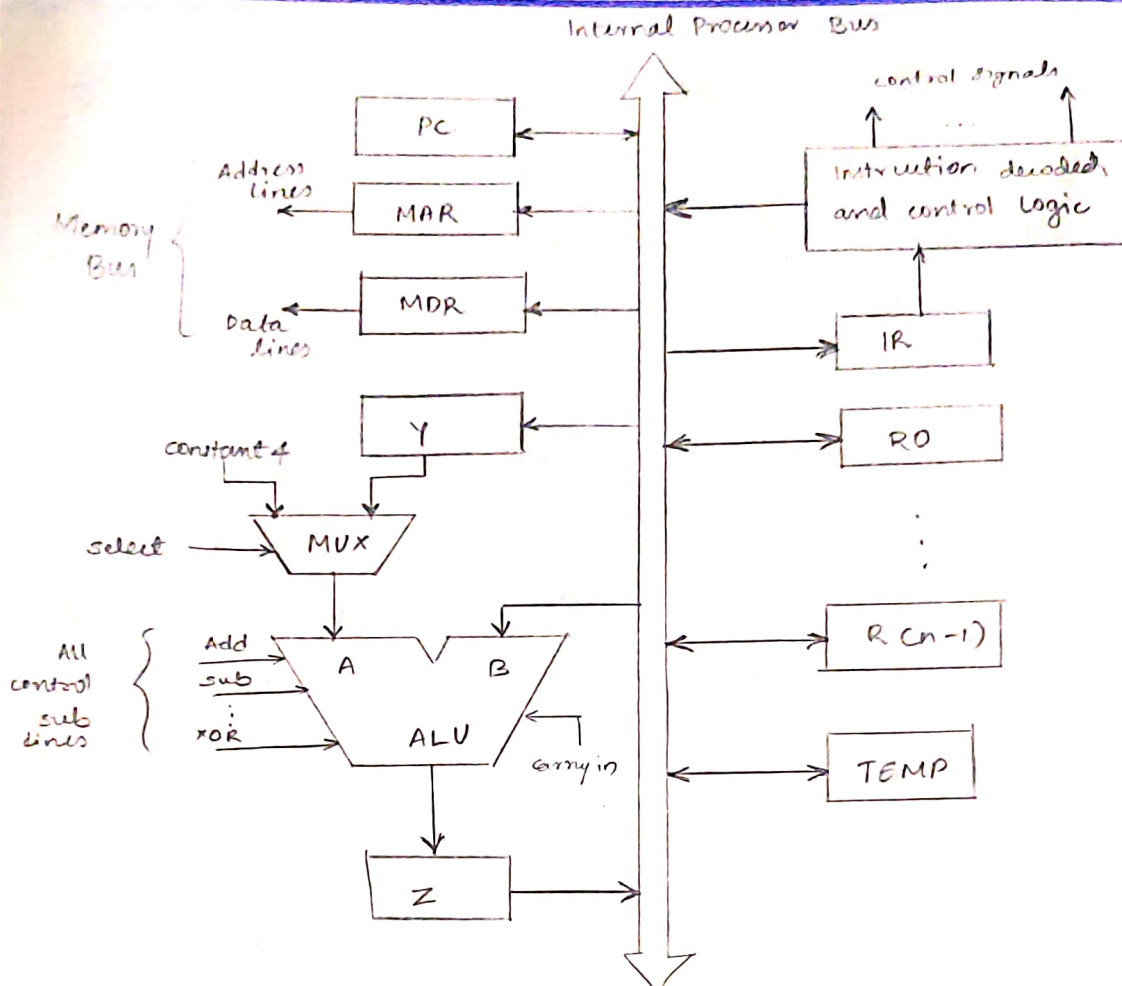 Internal Processor Bus
control signals
...
PC
Instruction decoded
and control Logic
Address
lines
MAR
Memory
Bus
MDR
Data
lines
IR
Y
constant 4
R0
MUX
select
R (n-1)
All
control
sub
lines
Add
sub
XOR
A
B
ALU
carry in
TEMP
Z